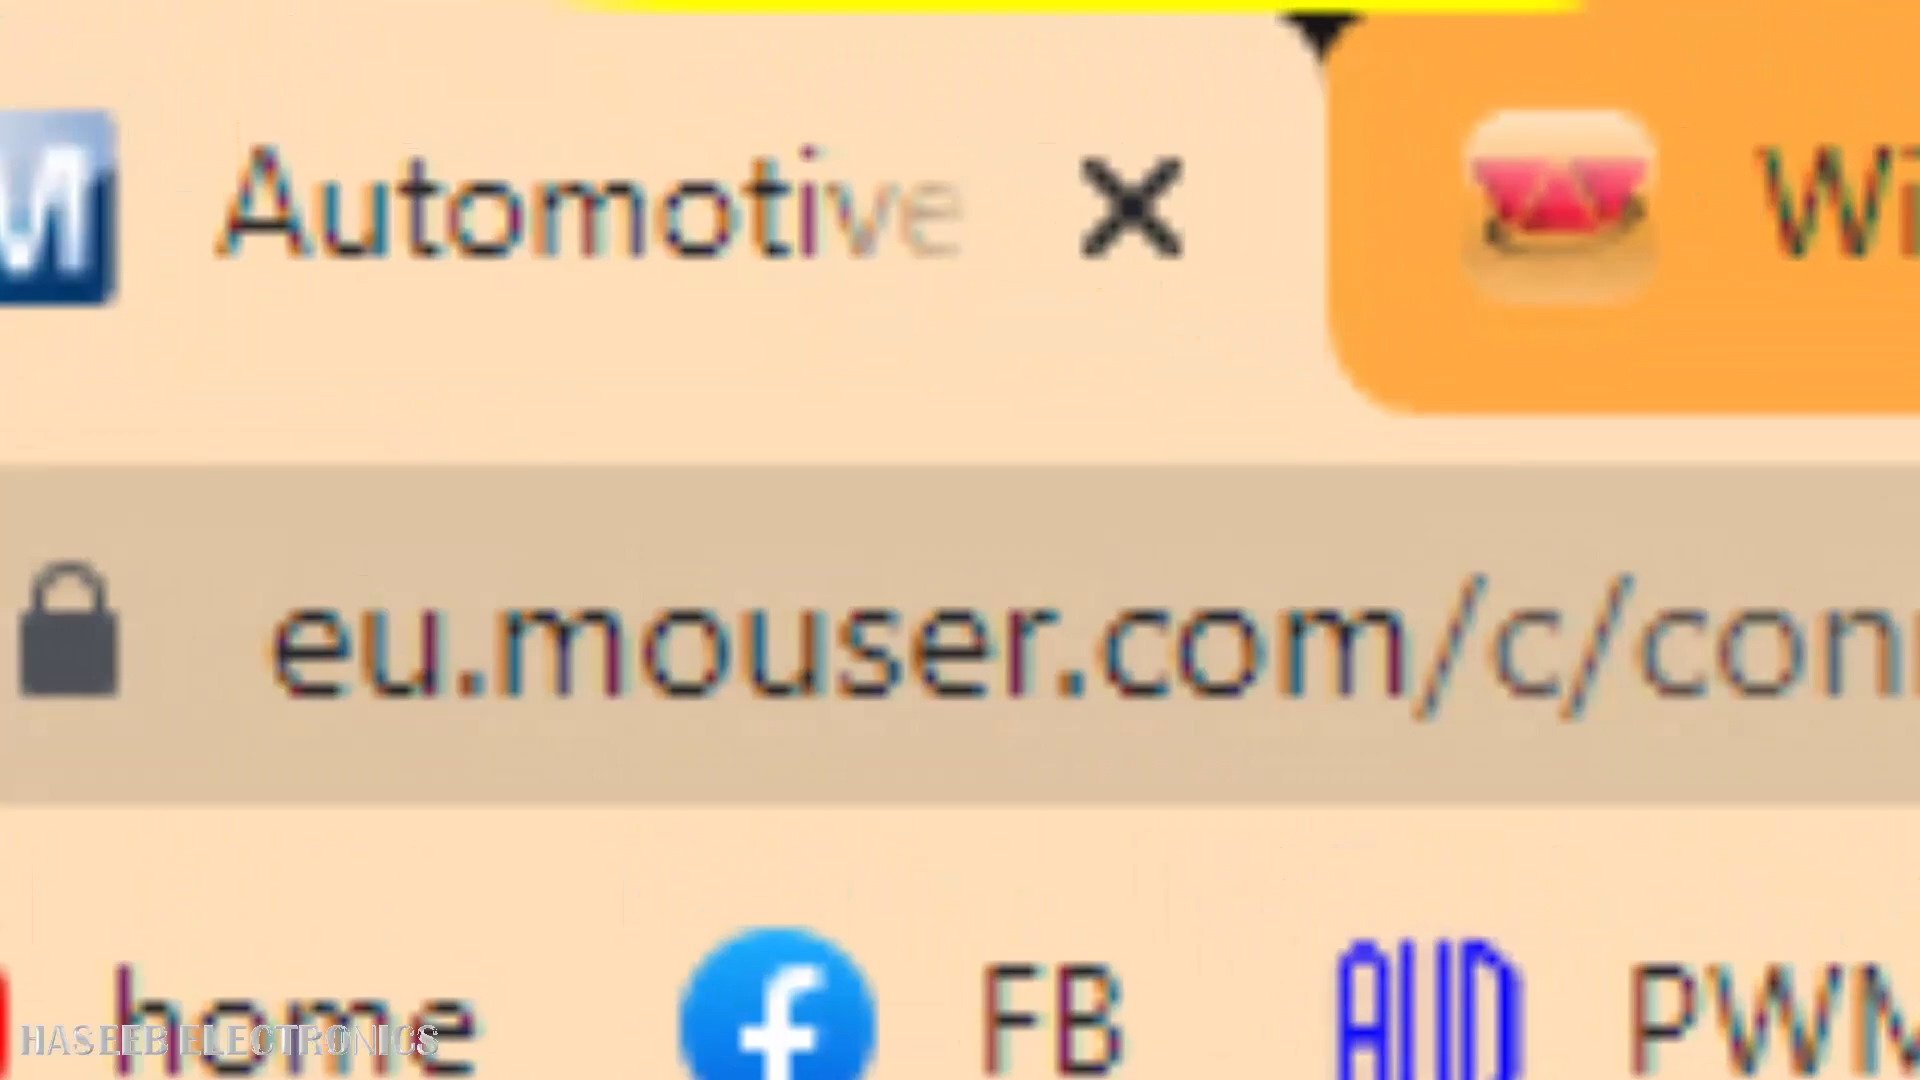 M Automotive Wi
eu.mouser.com/c/con
home FB AUD PWM
HASEEB ELECTRONICS